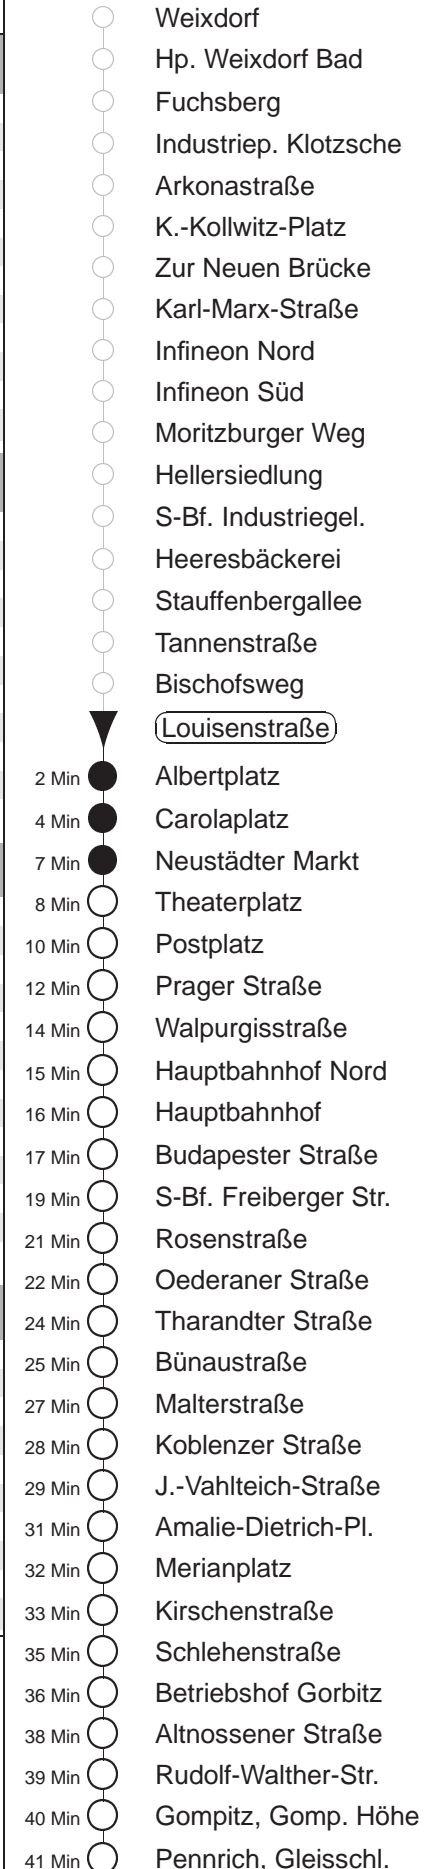 Weixdorf
Hp. Weixdorf Bad
Fuchsberg
Industriep. Klotzsche
Arkonastraße
K.-Kollwitz-Platz
Zur Neuen Brücke
Karl-Marx-Straße
Infineon Nord
Infineon Süd
Moritzburger Weg
Hellersiedlung
S-Bf. Industriegel.
Heeresbäckerei
Stauffenbergallee
Tannenstraße
Bischofsweg
Louisenstraße
2 Min Albertplatz
4 Min Carolaplatz
7 Min Neustädter Markt
8 Min Theaterplatz
10 Min Postplatz
12 Min Prager Straße
14 Min Walpurgisstraße
15 Min Hauptbahnhof Nord
16 Min Hauptbahnhof
17 Min Budapester Straße
19 Min S-Bf. Freiberger Str.
21 Min Rosenstraße
22 Min Oederaner Straße
24 Min Tharandter Straße
25 Min Bünaustraße
27 Min Malterstraße
28 Min Koblenzer Straße
29 Min J.-Vahlteich-Straße
31 Min Amalie-Dietrich-Pl.
32 Min Merianplatz
33 Min Kirschenstraße
35 Min Schlehenstraße
36 Min Betriebshof Gorbitz
38 Min Altnossener Straße
39 Min Rudolf-Walther-Str.
40 Min Gompitz, Gomp. Höhe
41 Min Pennrich, Gleisschl.